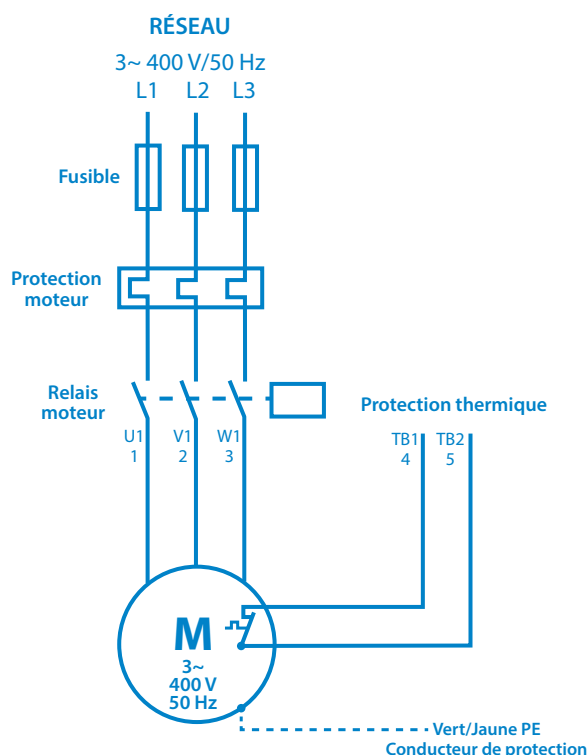 RÉSEAU
3~ 400 V/50 Hz
L1 L2 L3
Fusible
Protection
moteur
Relais
moteur
Protection thermique
U1 V1 W1
1 2 3
TB1 TB2
4 5
M
3~
400 V
50 Hz
Vert/Jaune PE
Conducteur de protection